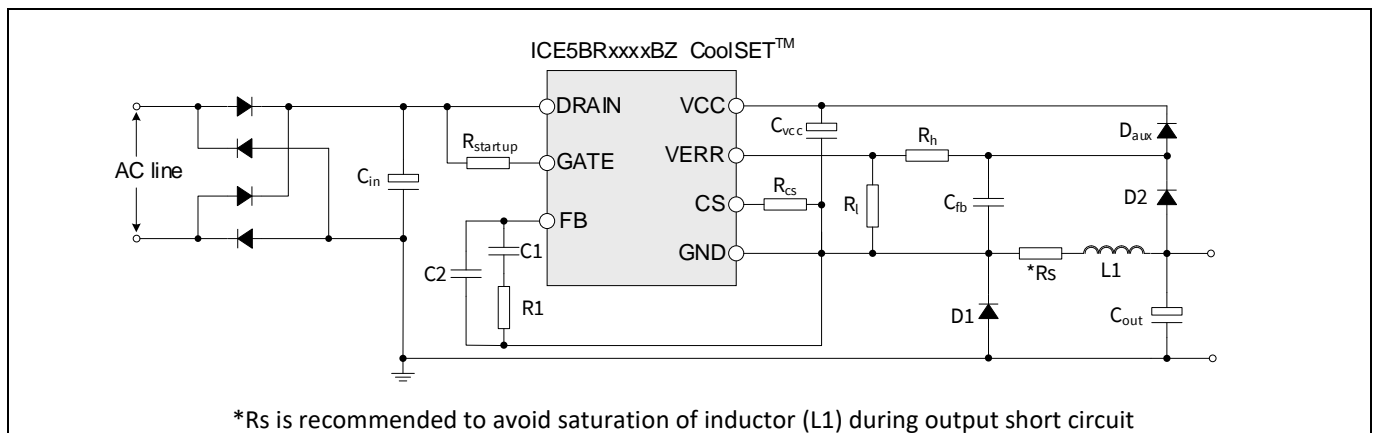 ICE5BRxxxxBZ CoolSET™
DRAIN
VCC
C_vcc
D_aux
R_startup
VERR
R_h
AC line
C_in
GATE
R_cs
R_l
C_fb
D2
CS
FB
C1
GND
*Rs
L1
C2
R1
D1
C_out
*Rs is recommended to avoid saturation of inductor (L1) during output short circuit